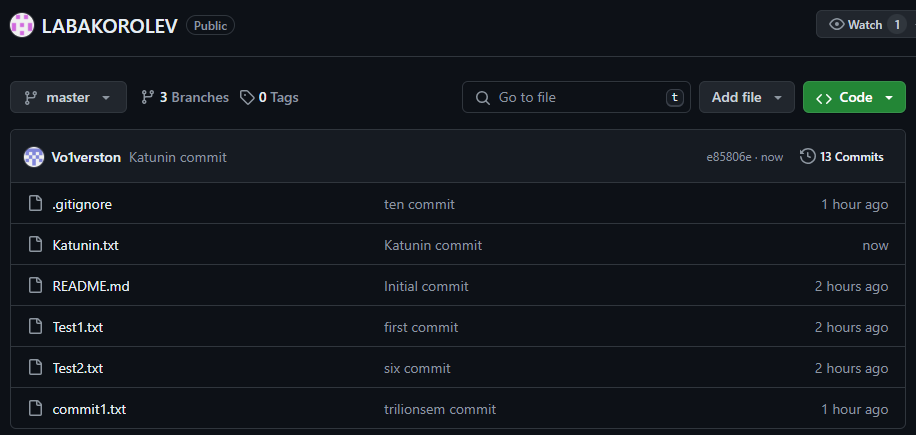 LABAKOROLEV Public Watch 1
master 3 Branches 0 Tags Go to file t Add file Code
Vo1verston Katunin commit e85806e · now 13 Commits
.gitignore ten commit 1 hour ago
Katunin.txt Katunin commit now
README.md Initial commit 2 hours ago
Test1.txt first commit 2 hours ago
Test2.txt six commit 2 hours ago
commit1.txt trilionsem commit 1 hour ago